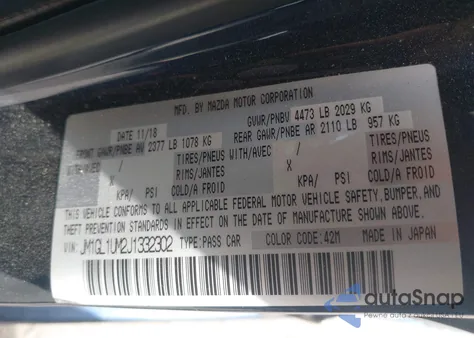 MFD. BY MAZDA MOTOR CORPORATION
DATE 11/18
GVWR/PNBV 4473 LB 2029 KG
FRONT GAWR/PNBE AV 2377 LB 1078 KG
REAR GAWR/PNBE AR 2110 LB 957 KG
WITH/AVEC / TIRES/PNEUS WITH/AVEC / TIRES/PNEUS
X RIMS/JANTES X RIMS/JANTES
KPA/ PSI COLD/A FROID KPA/ PSI COLD/A FROID
THIS VEHICLE CONFORMS TO ALL APPLICABLE FEDERAL MOTOR VEHICLE SAFETY, BUMPER, AND
THEFT PREVENTION STANDARDS IN EFFECT ON THE DATE OF MANUFACTURE SHOWN ABOVE.
VIN: JM1GL1UM2J1332302 TYPE: PASS CAR COLOR CODE: 42M MADE IN JAPAN
autoSnap
Pewno autoz